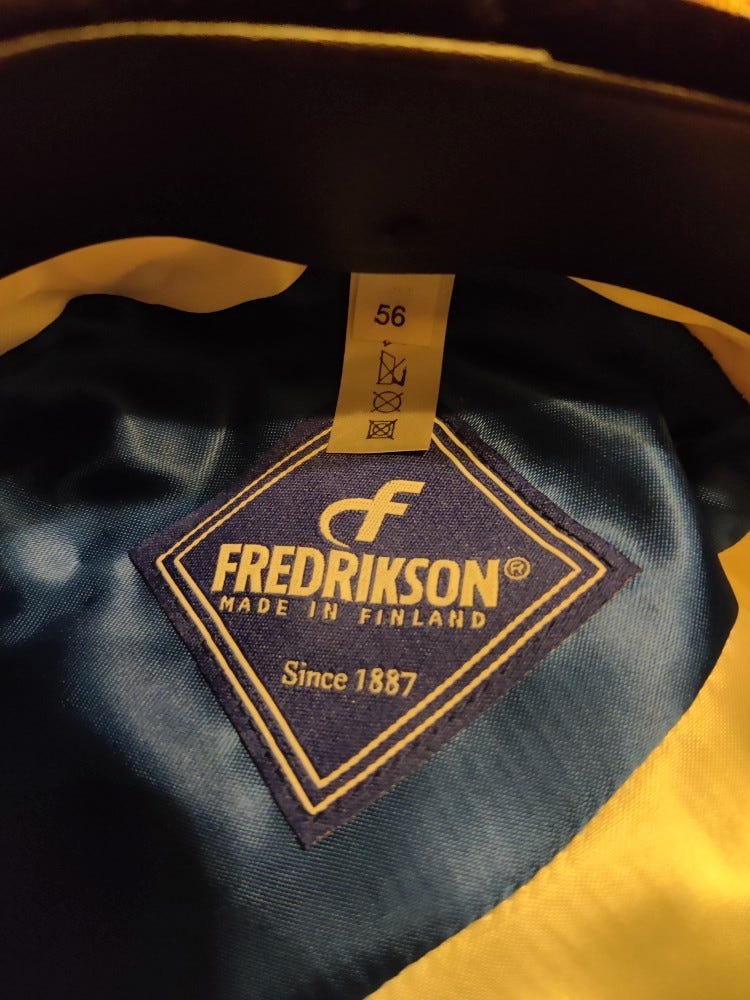 56
FREDRIKSON®
MADE IN FINLAND
Since 1887